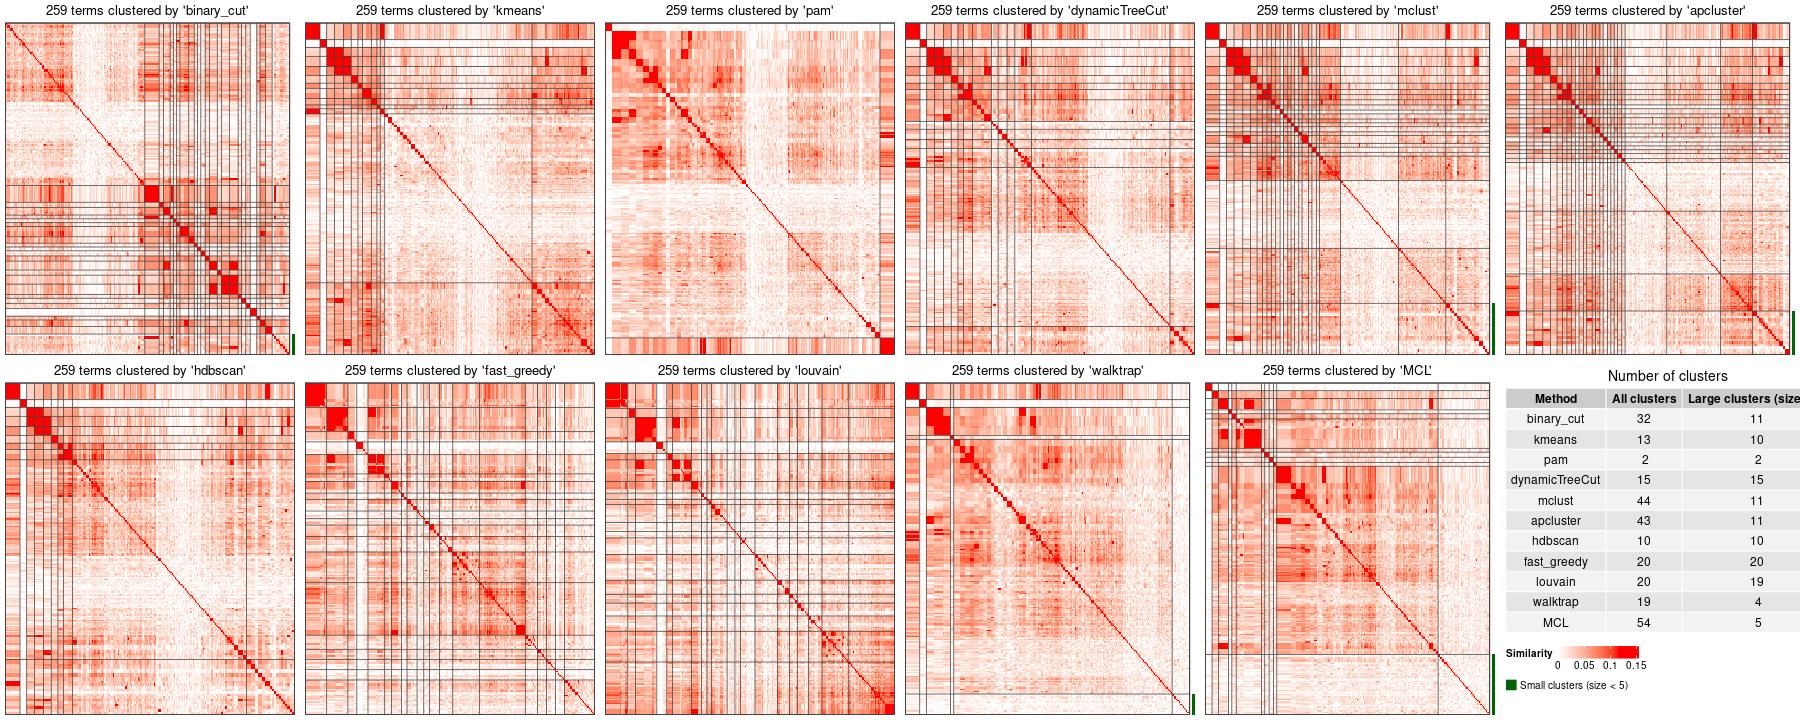 259 terms clustered by 'binary_cut'
259 terms clustered by 'kmeans'
259 terms clustered by 'pam'
259 terms clustered by 'dynamicTreeCut'
259 terms clustered by 'mclust'
259 terms clustered by 'apcluster'
259 terms clustered by 'hdbscan'
259 terms clustered by 'fast_greedy'
259 terms clustered by 'louvain'
259 terms clustered by 'walktrap'
259 terms clustered by 'MCL'
Number of clusters
Method All clusters Large clusters (size
binary_cut 32 11
kmeans 13 10
pam 2 2
dynamicTreeCut 15 15
mclust 44 11
apcluster 43 11
hdbscan 10 10
fast_greedy 20 20
louvain 20 19
walktrap 19 4
MCL 54 5
Similarity
0 0.05 0.1 0.15
Small clusters (size < 5)